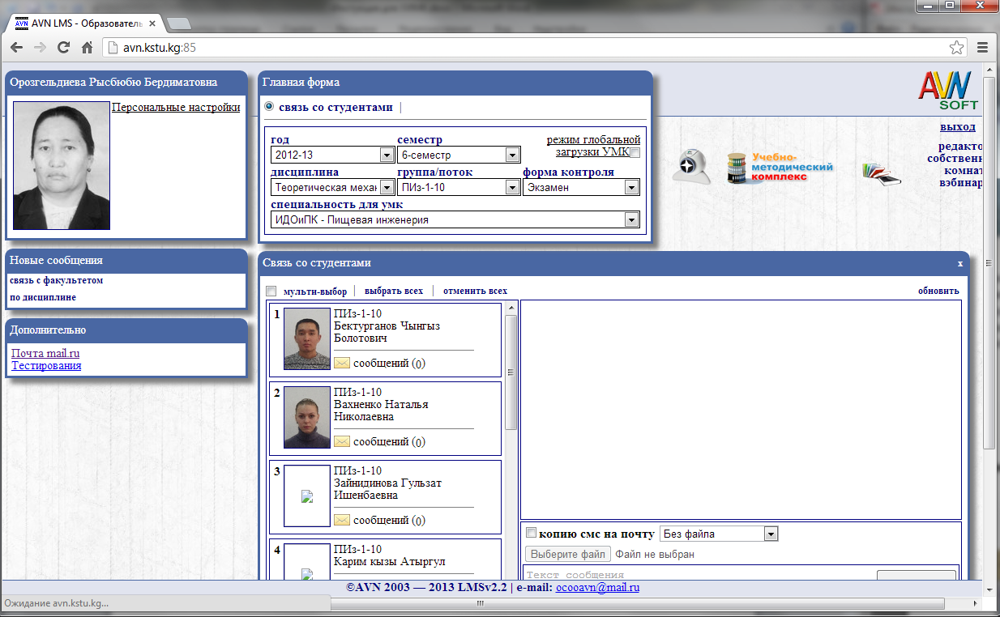 AVN LMS - Образователь
avn.kstu.kg:85
Орозгельдиева Рысбюбю Бердиматовна
Персональные настройки
Новые сообщения
связь с факультетом
по дисциплине
Дополнительно
Почта mail.ru
Тестирования
Главная форма
связь со студентами
год
семестр
режим глобальной
загрузки УМК
2012-13
6-семестр
дисциплина
группа/поток
форма контроля
Теоретическая механ
ПИз-1-10
Экзамен
специальность для умк
ИДОиПК - Пищевая инженерия
Учебно-
методический
комплекс
AVN
SOFT
выход
редакто
собственн
комнат
вэбинар
Связь со студентами
x
мульти-выбор | выбрать всех | отменить всех
обновить
1
ПИз-1-10
Бектурганов Чынгыз
Болотович
сообщений (0)
2
ПИз-1-10
Вахненко Наталья
Николаевна
сообщений (0)
3
ПИз-1-10
Зайнидинова Гульзат
Ишенбаевна
сообщений (0)
4
ПИз-1-10
Карим кызы Атыргул
копию смс на почту
Без файла
Выберите файл
Файл не выбран
Текст сообщения
©AVN 2003 — 2013 LMSv2.2 | e-mail: ocooavn@mail.ru
Ожидание avn.kstu.kg...